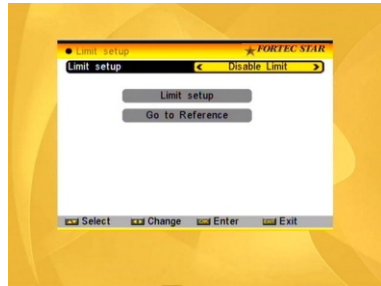 Limit setup ★ FORTEC STAR
Limit setup < Disable Limit >
Limit setup
Go to Reference
Select Change Enter Exit